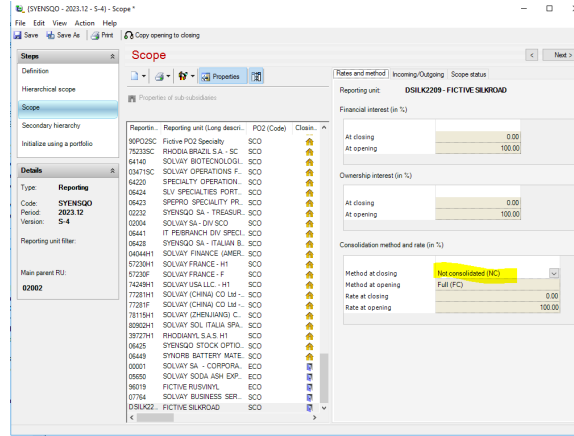 [SYENSQO - 2023.12 - S-4] - Scope *
File Edit View Action Help
Save Save As Print Copy opening to closing
Steps
Definition
Hierarchical scope
Scope
Secondary hierarchy
Initialize using a portfolio
Details
Type: Reporting
Code: SYENSQO
Period: 2023.12
Version: S-4
Reporting unit filter:
Main parent RU:
02002
Scope
< Next >
Properties
Properties of sub-subsidiaries
Reportin... Reporting unit (Long descri... PO2 (Code) Closin...
90PO2SC Fictive PO2 Specialty SCO
75233SC RHODIA BRAZIL S.A. - SC SCO
64140 SOLVAY BIOTECNOLOGI... SCO
03471SC SOLVAY OPERATIONS F... SCO
64220 SPECIALTY OPERATION... SCO
06424 SLV SPECIALTIES PORT... SCO
06423 SPEPRO SPECIALITY PR... SCO
02232 SYENSQO SA - TREASUR... SCO
02004 SOLVAY SA - DIV SCO SCO
06441 IT PE/BRANCH DIV SPECI... SCO
06428 SYENSQO SA - ITALIAN B... SCO
04044H1 SOLVAY FINANCE (AMER... SCO
57230H1 SOLVAY FRANCE - H1 SCO
57230F SOLVAY FRANCE - F SCO
74249H1 SOLVAY USA LLC. - H1 SCO
77281H1 SOLVAY (CHINA) CO Ltd -... SCO
77281F SOLVAY (CHINA) CO Ltd -... SCO
78115H1 SOLVAY (ZHENJIANG) C... SCO
80902H1 SOLVAY SOL ITALIA SPA... SCO
39727H1 RHODIANYL S.A.S. H1 SCO
06425 SYENSQO STOCK OPTIO... SCO
06449 SYNORB BATTERY MATE... SCO
00001 SOLVAY SA - CORPORA... ECO
05650 SOLVAY SODA ASH EXP... ECO
96019 FICTIVE RUSVINYL ECO
07764 SOLVAY BUSINESS SER... SCO
DSILK22... FICTIVE SILKROAD SCO
Rates and method Incoming/Outgoing Scope status
Reporting unit: DSILK2209 - FICTIVE SILKROAD
Financial interest (in %)
At closing 0.00
At opening 100.00
Ownership interest (in %)
At closing 0.00
At opening 100.00
Consolidation method and rate (in %)
Method at closing Not consolidated (NC)
Method at opening Full (FC)
Rate at closing 0.00
Rate at opening 100.00